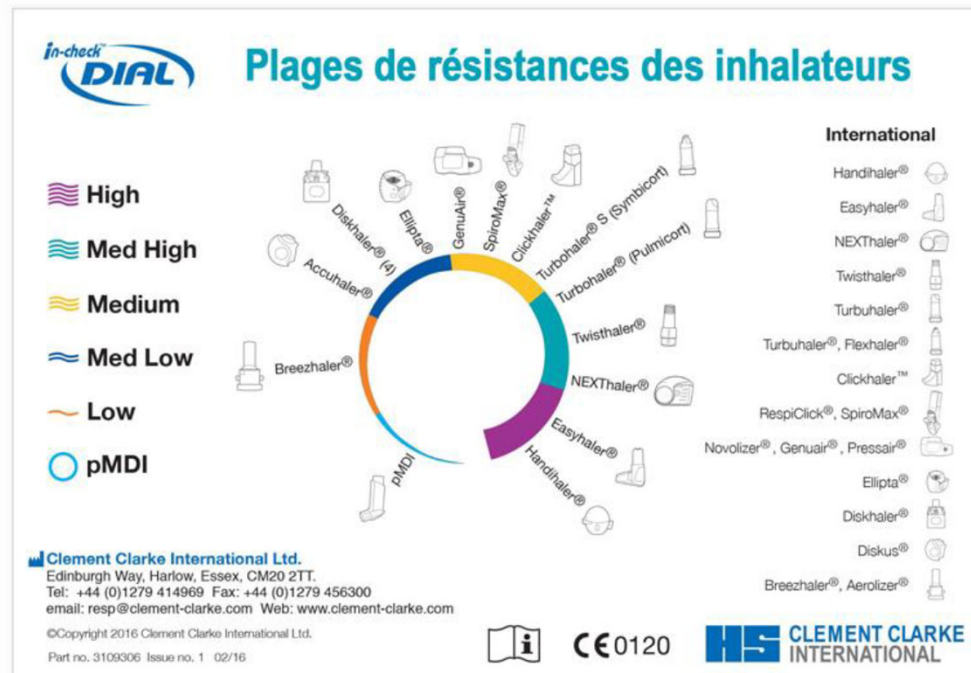 in-check™
DIAL
Plages de résistances des inhalateurs
High
Med High
Medium
Med Low
Low
pMDI
pMDI
Breezhaler®
Accuhaler®
Diskhaler® (4)
Ellipta®
GenuAir®
SpiroMax®
Clickhaler™
Turbohaler® S (Symbicort)
Turbohaler® (Pulmicort)
Twisthaler®
NEXThaler®
Easyhaler®
Handihaler®
International
Handihaler®
Easyhaler®
NEXThaler®
Twisthaler®
Turbuhaler®
Turbuhaler®, Flexhaler®
Clickhaler™
RespiClick®, SpiroMax®
Novolizer®, Genuair®, Pressair®
Ellipta®
Diskhaler®
Diskus®
Breezhaler®, Aerolizer®
Clement Clarke International Ltd.
Edinburgh Way, Harlow, Essex, CM20 2TT.
Tel: +44 (0)1279 414969 Fax: +44 (0)1279 456300
email: resp@clement-clarke.com Web: www.clement-clarke.com
©Copyright 2016 Clement Clarke International Ltd.
Part no. 3109306 Issue no. 1 02/16
i
CE 0120
HS CLEMENT CLARKE
INTERNATIONAL